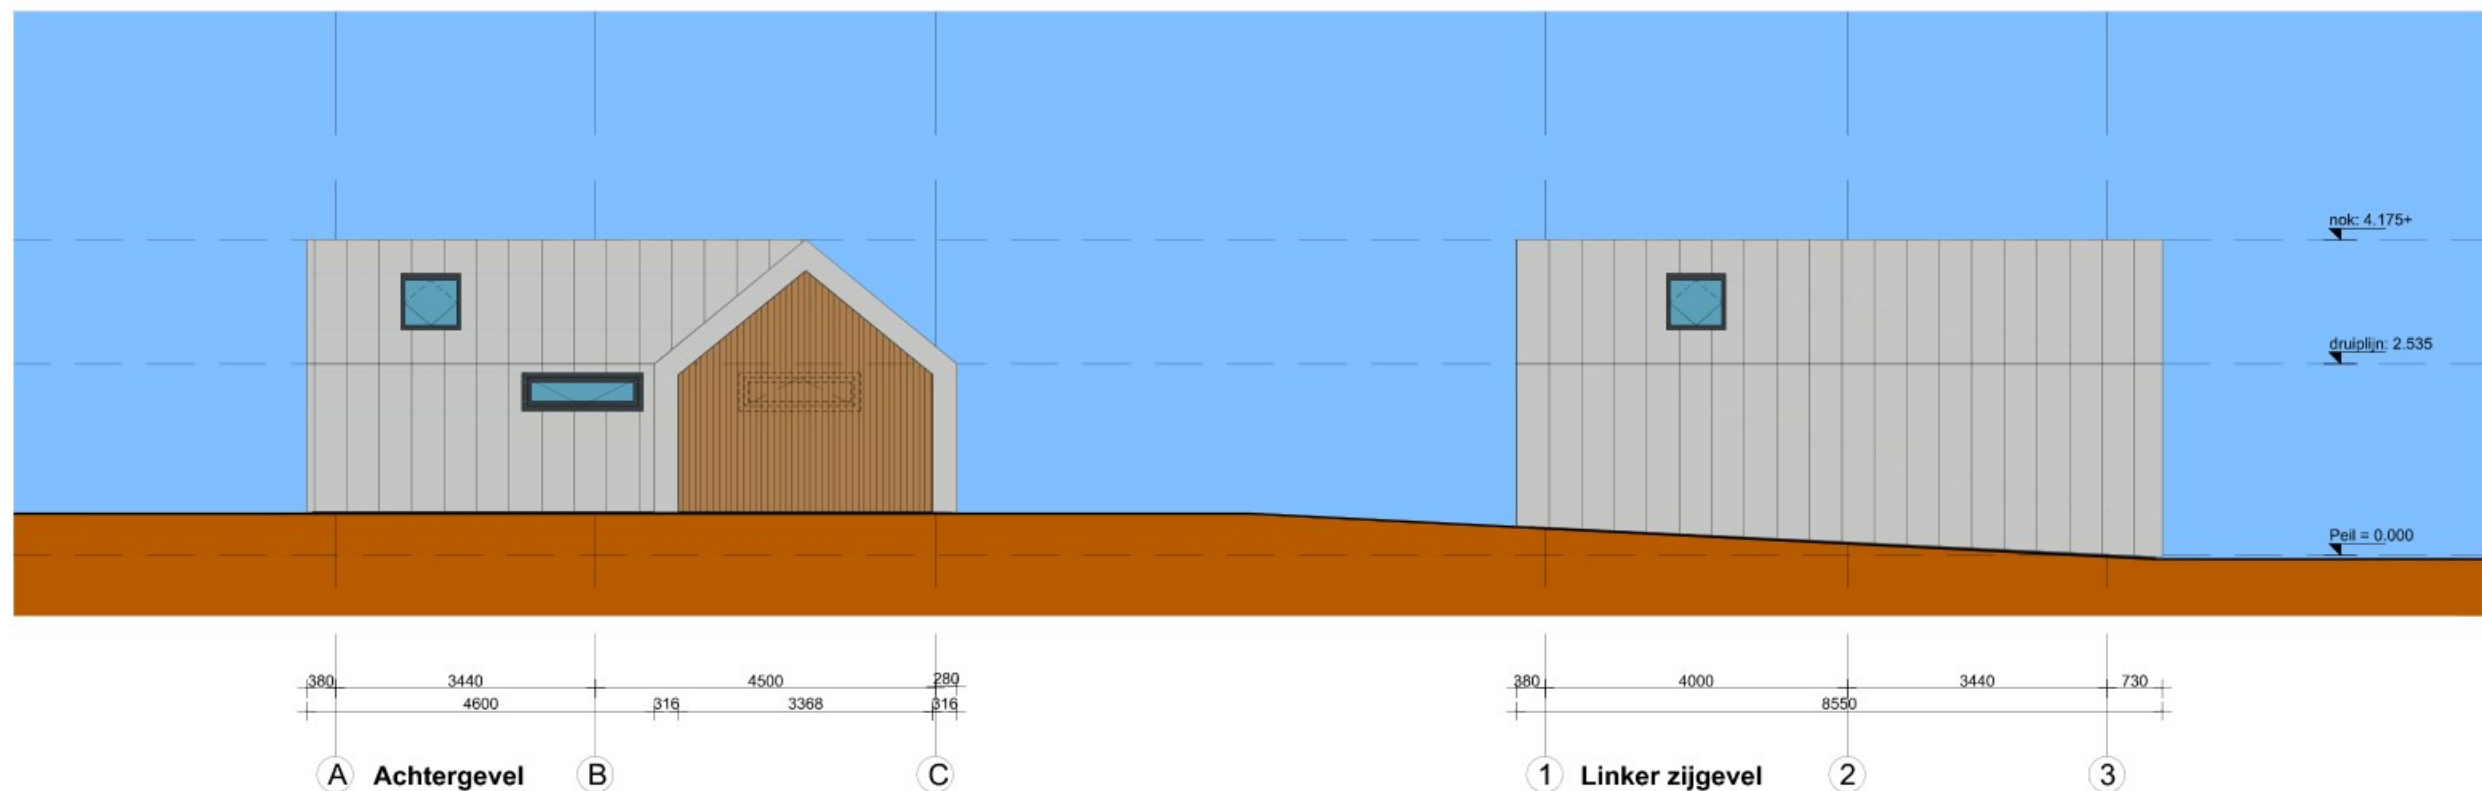 nok: 4.175+
druiplijn: 2.535
Peil = 0.000
380 3440 4500 280
4600 316 3368 316
380 4000 3440 730
8550
A Achtergevel B C
1 Linker zijgevel 2 3